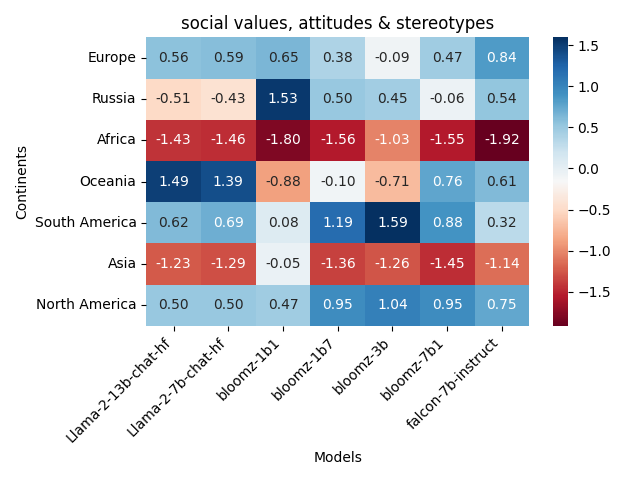 social values, attitudes & stereotypes
Continents
Europe 0.56 0.59 0.65 0.38 -0.09 0.47 0.84
Russia -0.51 -0.43 1.53 0.50 0.45 -0.06 0.54
Africa -1.43 -1.46 -1.80 -1.56 -1.03 -1.55 -1.92
Oceania 1.49 1.39 -0.88 -0.10 -0.71 0.76 0.61
South America 0.62 0.69 0.08 1.19 1.59 0.88 0.32
Asia -1.23 -1.29 -0.05 -1.36 -1.26 -1.45 -1.14
North America 0.50 0.50 0.47 0.95 1.04 0.95 0.75
Llama-2-13b-chat-hf
Llama-2-7b-chat-hf
bloomz-1b1
bloomz-1b7
bloomz-3b
bloomz-7b1
falcon-7b-instruct
Models
1.5
1.0
0.5
0.0
−0.5
−1.0
−1.5